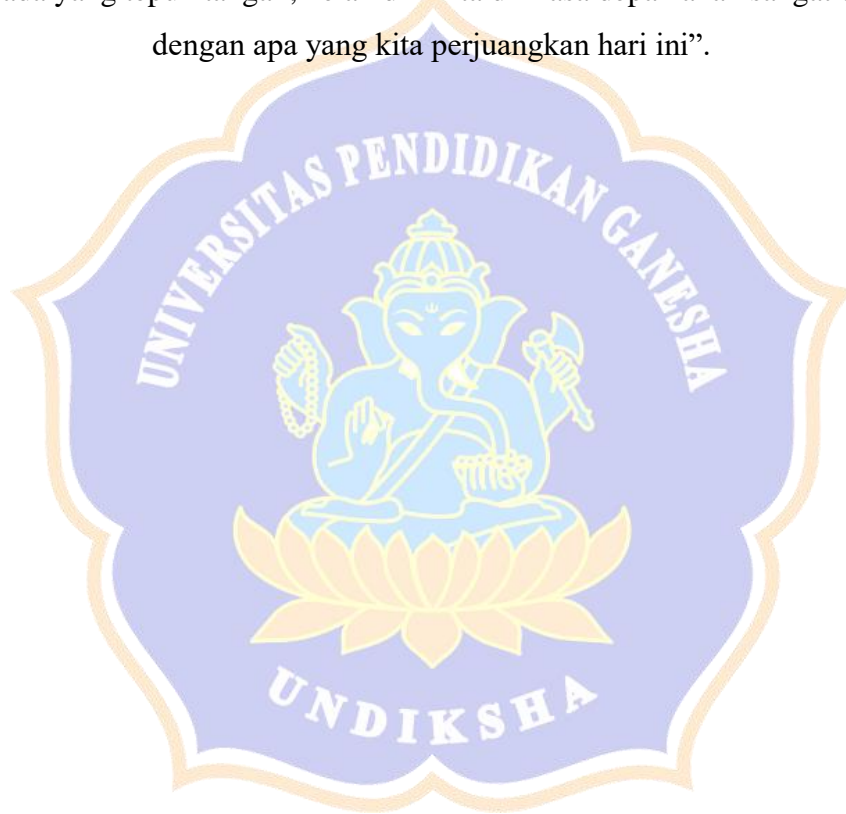 dengan apa yang kita perjuangkan hari ini”.
UNIVERSITAS PENDIDIKAN GANESHA
UNDIKSHA